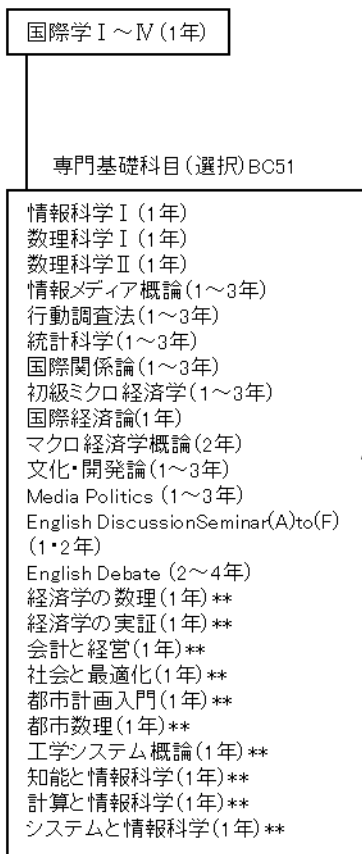 国際学Ⅰ～Ⅳ(1年)
専門基礎科目(選択)BC51
情報科学Ⅰ(1年)
数理科学Ⅰ(1年)
数理科学Ⅱ(1年)
情報メディア概論(1～3年)
行動調査法(1～3年)
統計科学(1～3年)
国際関係論(1～3年)
初級ミクロ経済学(1～3年)
国際経済論(1年)
マクロ経済学概論(2年)
文化・開発論(1～3年)
Media Politics (1～3年)
English DiscussionSeminar(A)to(F)
(1・2年)
English Debate (2～4年)
経済学の数理(1年)**
経済学の実証(1年)**
会計と経営(1年)**
社会と最適化(1年)**
都市計画入門(1年)**
都市数理(1年)**
工学システム概論(1年)**
知能と情報科学(1年)**
計算と情報科学(1年)**
システムと情報科学(1年)**